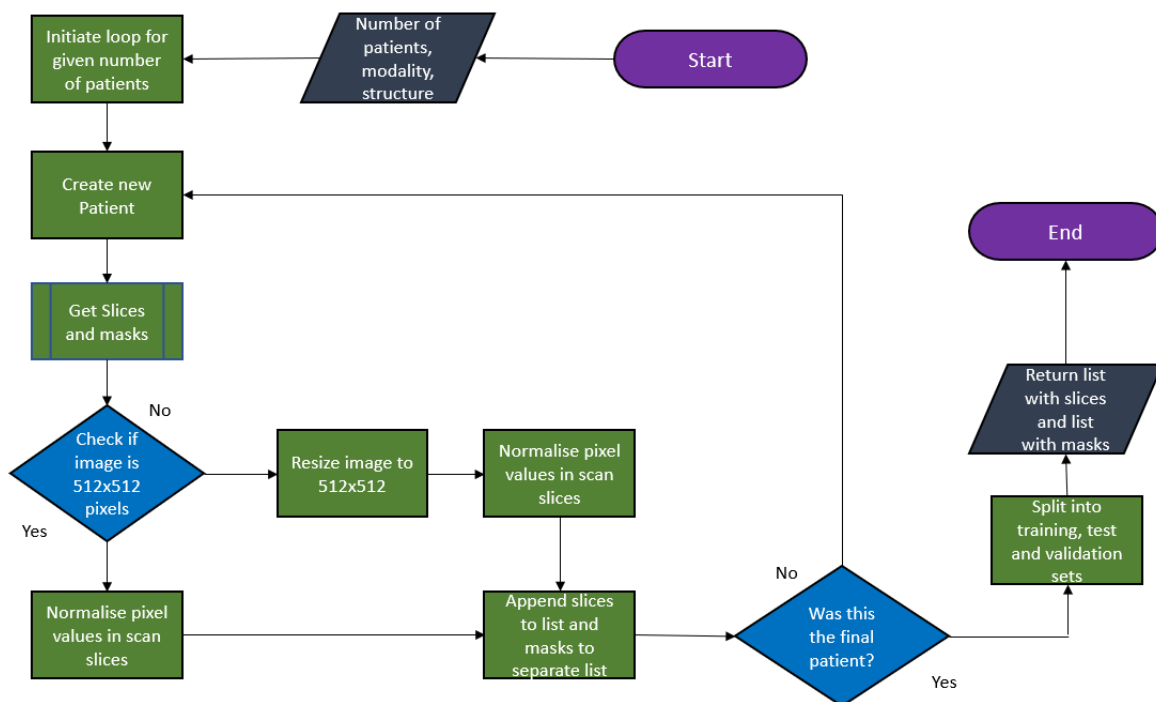 Start
Number of
patients,
modality,
structure
Initiate loop for
given number
of patients
Create new
Patient
Get Slices
and masks
Check if
image is
512x512
pixels
No
Yes
Resize image to
512x512
Normalise pixel
values in scan
slices
Normalise pixel
values in scan
slices
Append slices
to list and
masks to
separate list
Was this
the final
patient?
No
Yes
Split into
training, test
and validation
sets
Return list
with slices
and list
with masks
End